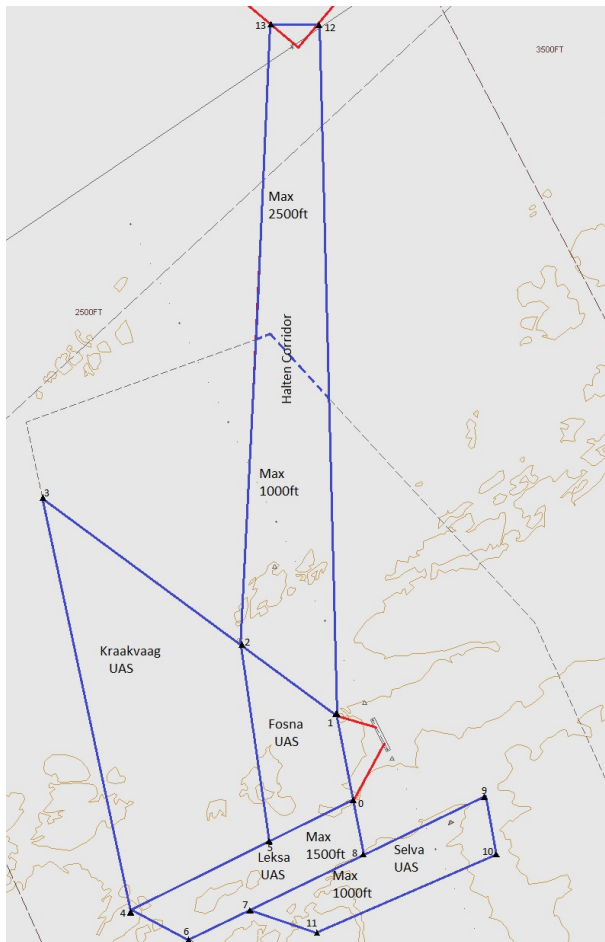 13
12
3500FT
Max
2500ft
2500FT
Halten Corridor
Max
1000ft
3
Kraakvaag
UAS
2
Fosna
UAS
1
0
9
Max
1500ft
5
Leksa
UAS
8
Selva
UAS
10
Max
1000ft
4
7
6
11